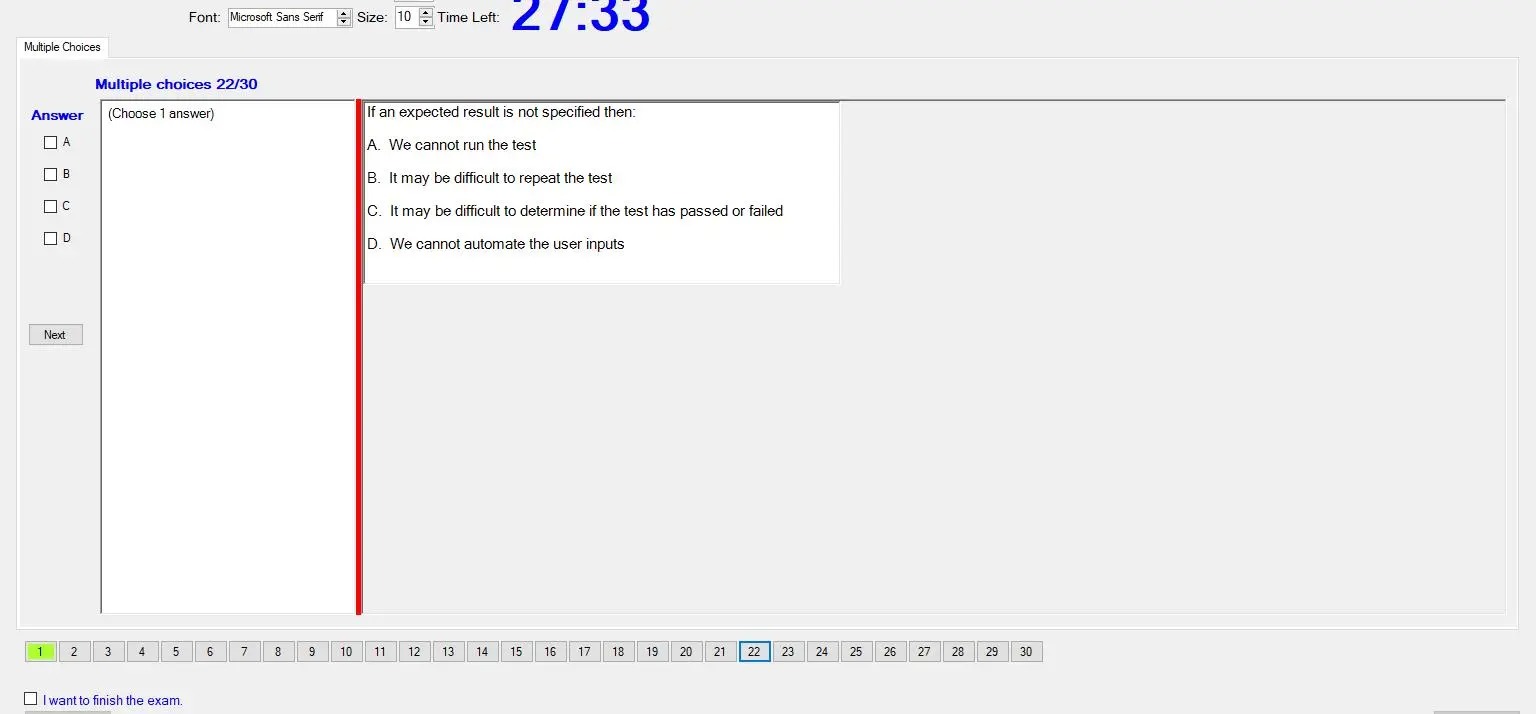 Font: Microsoft Sans Serif Size: 10 Time Left: 27:33
Multiple Choices
Multiple choices 22/30
Answer
A
B
C
D
Next
(Choose 1 answer)
If an expected result is not specified then:
A. We cannot run the test
B. It may be difficult to repeat the test
C. It may be difficult to determine if the test has passed or failed
D. We cannot automate the user inputs
1 2 3 4 5 6 7 8 9 10 11 12 13 14 15 16 17 18 19 20 21 22 23 24 25 26 27 28 29 30
I want to finish the exam.